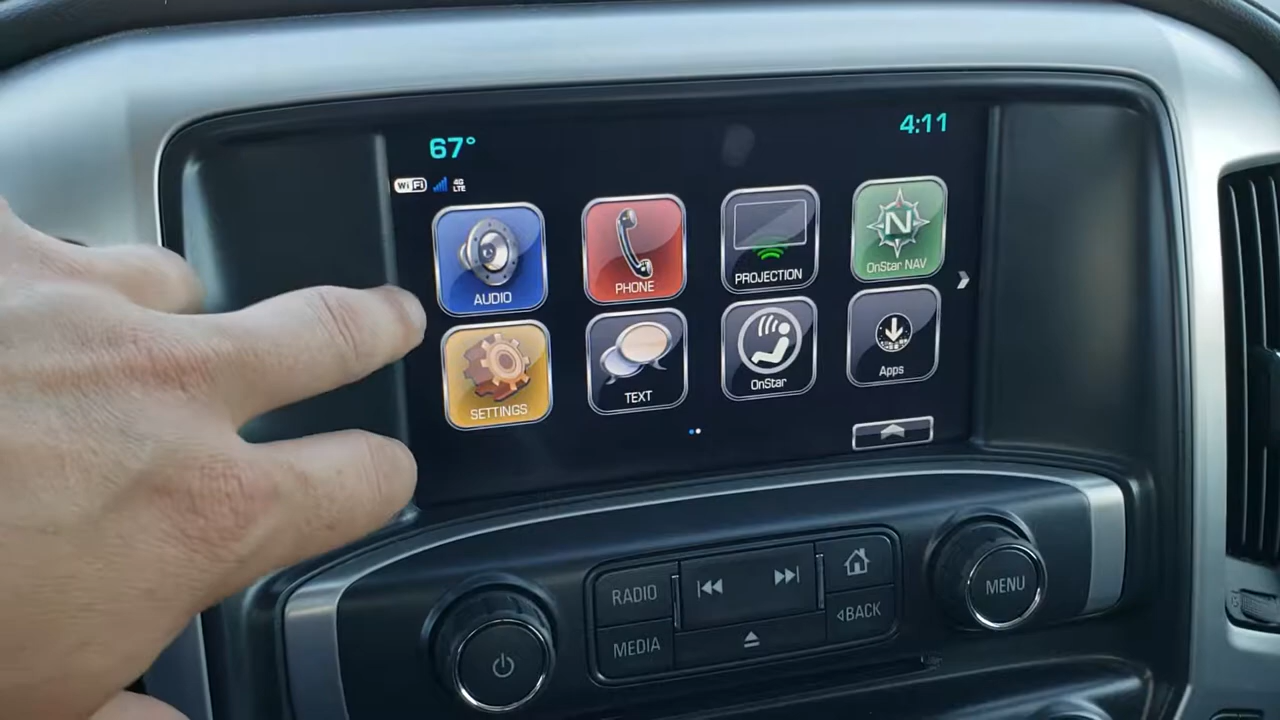 67°
4:11
WiFi
4G
LTE
AUDIO
PHONE
PROJECTION
N
OnStar NAV
SETTINGS
TEXT
OnStar
Apps
RADIO
MEDIA
BACK
MENU